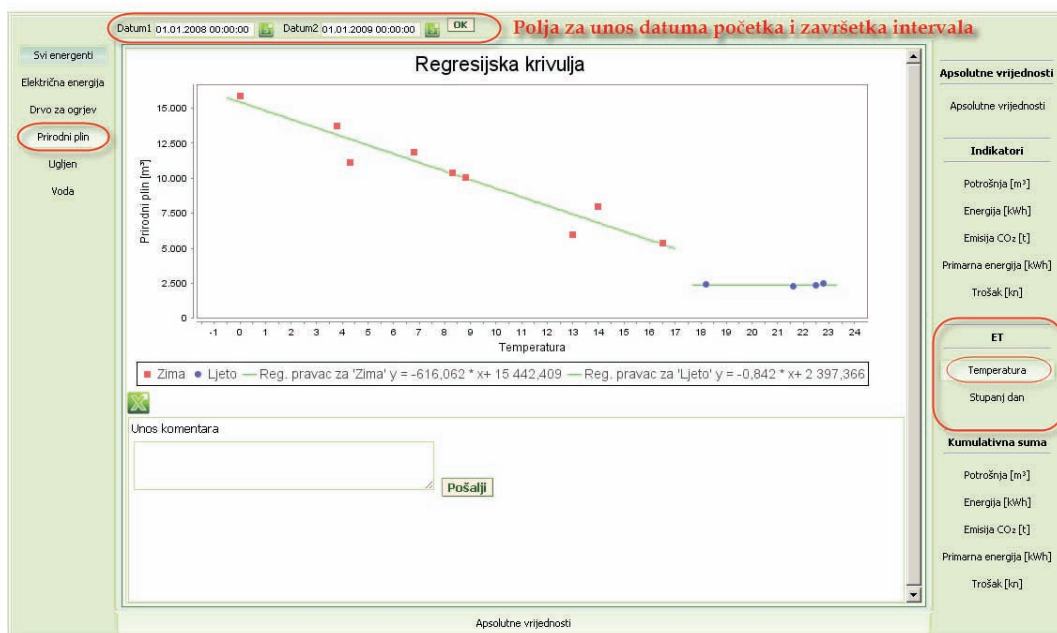 Datum1 01.01.2008 00:00:00 Datum2 01.01.2009 00:00:00 OK Polja za unos datuma početka i završetka intervala
Svi energenti
Električna energija
Drvo za ogrjev
Prirodni plin
Ugljen
Voda
Regresijska krivulja
Prirodni plin [m³]
15.000
12.500
10.000
7.500
5.000
2.500
0
-1 0 1 2 3 4 5 6 7 8 9 10 11 12 13 14 15 16 17 18 19 20 21 22 23 24
Temperatura
Zima Ljeto Reg. pravac za 'Zima' y = -616,062 * x+ 15 442,409 Reg. pravac za 'Ljeto' y = -0,842 * x+ 2 397,366
Unos komentara
Pošalji
Apsolutne vrijednosti
Apsolutne vrijednosti
Indikatori
Potrošnja [m³]
Energija [kWh]
Emisija CO₂ [t]
Primarna energija [kWh]
Trošak [kn]
ET
Temperatura
Stupanj dan
Kumulativna suma
Potrošnja [m³]
Energija [kWh]
Emisija CO₂ [t]
Primarna energija [kWh]
Trošak [kn]
Apsolutne vrijednosti